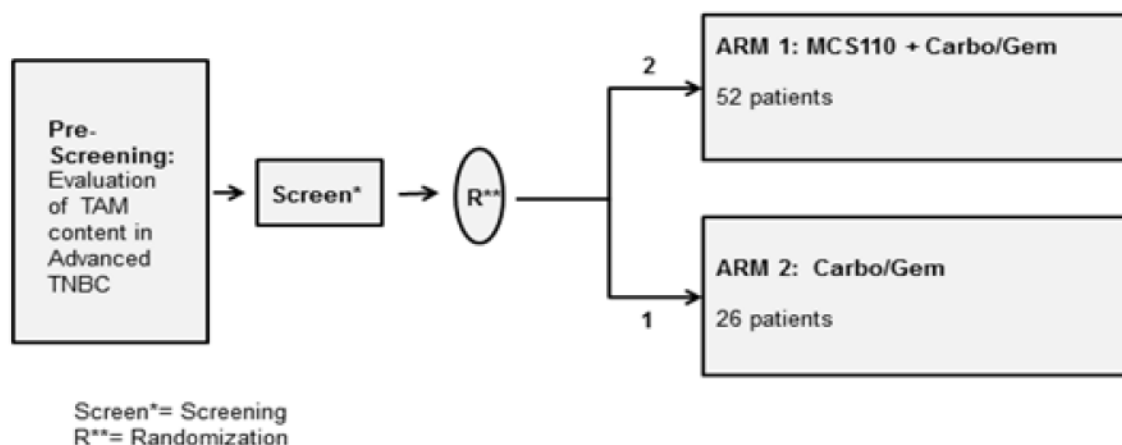 Pre-
Screening:
Evaluation
of TAM
content in
Advanced
TNBC
Screen*
R**
2
1
ARM 1: MCS110 + Carbo/Gem
52 patients
ARM 2: Carbo/Gem
26 patients
Screen*= Screening
R**= Randomization